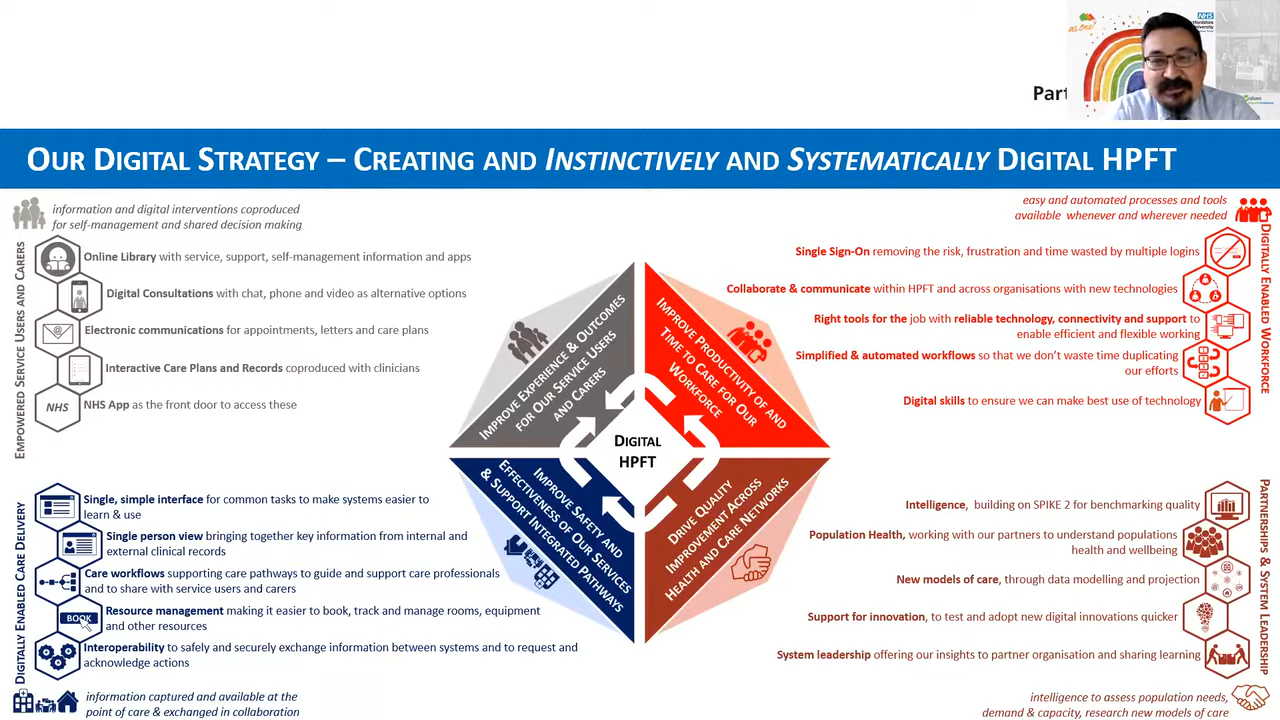 as one
NHS
Part
OUR DIGITAL STRATEGY – CREATING AND INSTINCTIVELY AND SYSTEMATICALLY DIGITAL HPFT
information and digital interventions coproduced
for self-management and shared decision making
EMPOWERED SERVICE USERS AND CARERS
Online Library with service, support, self-management information and apps
Digital Consultations with chat, phone and video as alternative options
Electronic communications for appointments, letters and care plans
Interactive Care Plans and Records coproduced with clinicians
NHS
NHS App as the front door to access these
easy and automated processes and tools
available whenever and wherever needed
DIGITALLY ENABLED WORKFORCE
Single Sign-On removing the risk, frustration and time wasted by multiple logins
Collaborate & communicate within HPFT and across organisations with new technologies
Right tools for the job with reliable technology, connectivity and support to
enable efficient and flexible working
Simplified & automated workflows so that we don't waste time duplicating
our efforts
Digital skills to ensure we can make best use of technology
IMPROVE EXPERIENCE & OUTCOMES
FOR OUR SERVICE USERS
AND CARERS
IMPROVE PRODUCTIVITY OF AND
TIME TO CARE FOR OUR
WORKFORCE
DIGITAL
HPFT
IMPROVE SAFETY AND
EFFECTIVENESS OF OUR SERVICES
& SUPPORT INTEGRATED PATHWAYS
DRIVE QUALITY
IMPROVEMENT ACROSS
HEALTH AND CARE NETWORKS
DIGITALLY ENABLED CARE DELIVERY
Single, simple interface for common tasks to make systems easier to
learn & use
Single person view bringing together key information from internal and
external clinical records
Care workflows supporting care pathways to guide and support care professionals
and to share with service users and carers
BOOK
Resource management making it easier to book, track and manage rooms, equipment
and other resources
Interoperability to safely and securely exchange information between systems and to request and
acknowledge actions
information captured and available at the
point of care & exchanged in collaboration
PARTNERSHIPS & SYSTEM LEADERSHIP
Intelligence, building on SPIKE 2 for benchmarking quality
Population Health, working with our partners to understand populations
health and wellbeing
New models of care, through data modelling and projection
Support for innovation, to test and adopt new digital innovations quicker
System leadership offering our insights to partner organisation and sharing learning
intelligence to assess population needs,
demand & capacity, research new models of care